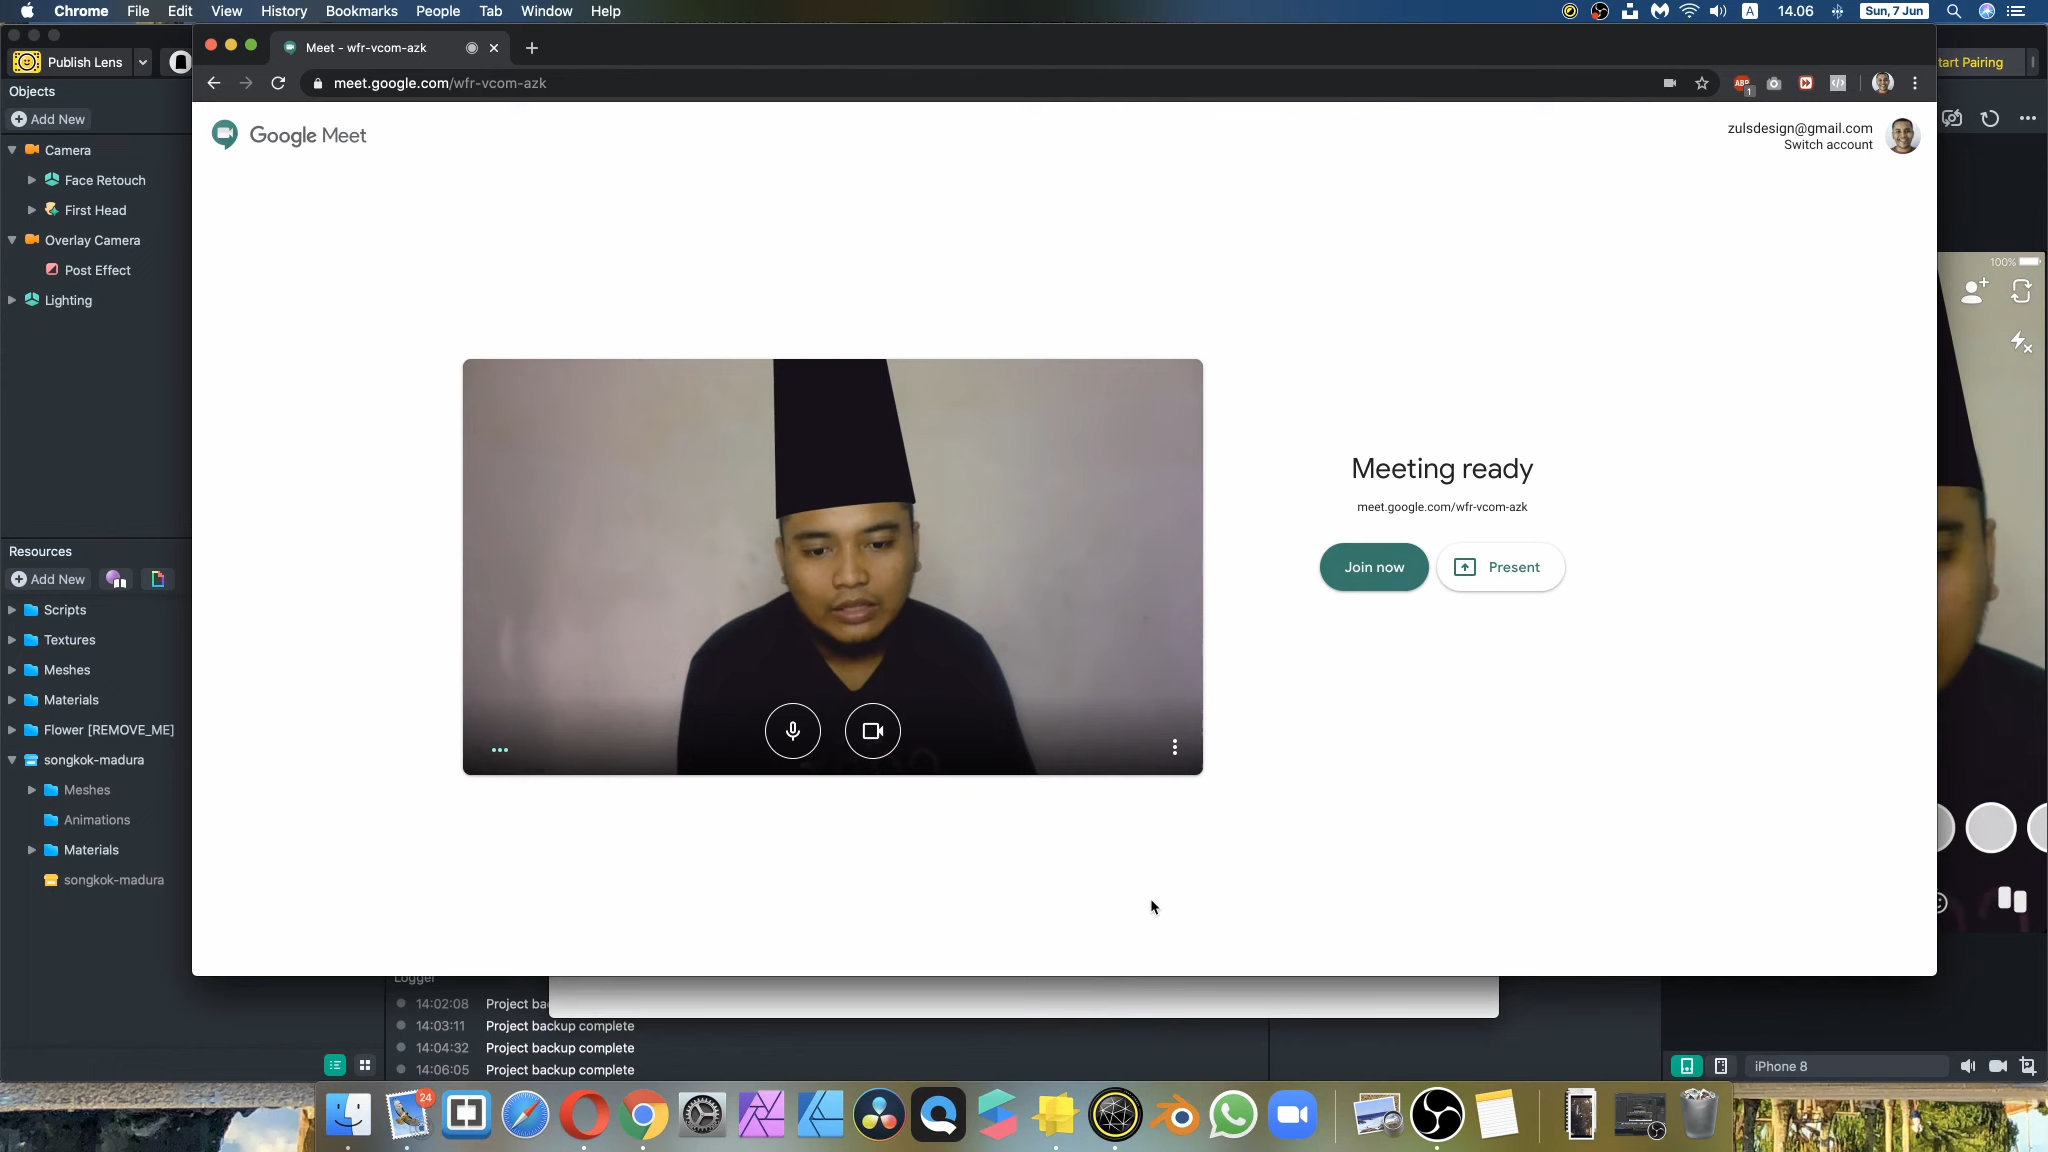 Chrome File Edit View History Bookmarks People Tab Window Help
A 14.06 Sun, 7 Jun
Publish Lens
Meet - wfr-vcom-azk
meet.google.com/wfr-vcom-azk
ABP 1
tart Pairing
Objects
Add New
Camera
Face Retouch
First Head
Overlay Camera
Post Effect
Lighting
Google Meet
zulsdesign@gmail.com
Switch account
100%
Meeting ready
meet.google.com/wfr-vcom-azk
Join now
Present
Resources
Add New
Scripts
Textures
Meshes
Materials
Flower [REMOVE_ME]
songkok-madura
Meshes
Animations
Materials
songkok-madura
Logger
14:02:08 Project ba
14:03:11 Project backup complete
14:04:32 Project backup complete
14:06:05 Project backup complete
iPhone 8
24